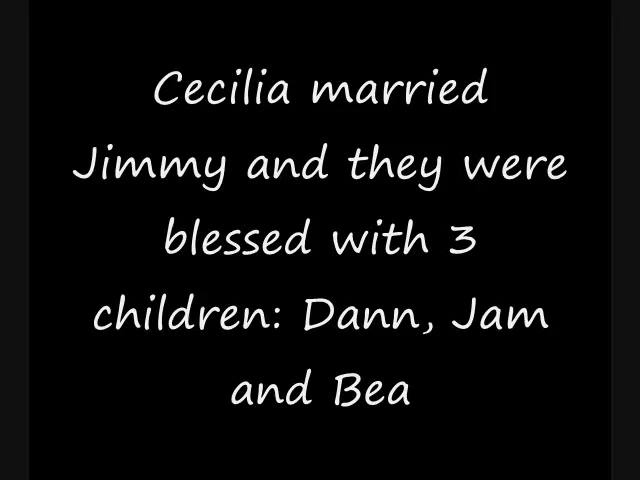 Cecilia married
Jimmy and they were
blessed with 3
children: Dann, Jam
and Bea